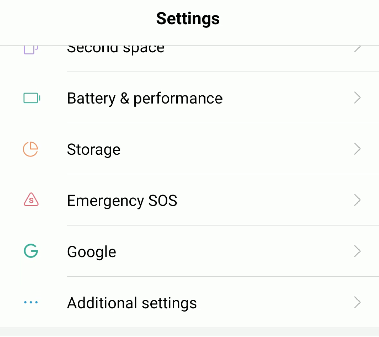 Settings
Second space
Battery & performance
Storage
Emergency SOS
Google
Additional settings